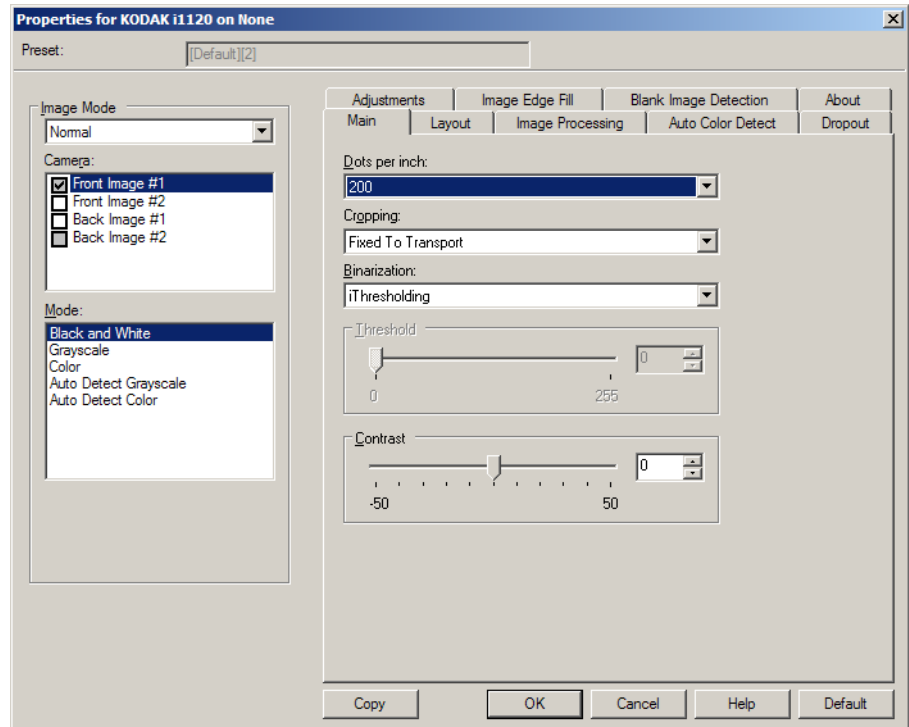 Properties for KODAK i1120 on None
Preset:
[Default][2]
Image Mode
Normal
Camera:
Front Image #1
Front Image #2
Back Image #1
Back Image #2
Mode:
Black and White
Grayscale
Color
Auto Detect Grayscale
Auto Detect Color
Adjustments
Image Edge Fill
Blank Image Detection
About
Main
Layout
Image Processing
Auto Color Detect
Dropout
Dots per inch:
200
Cropping:
Fixed To Transport
Binarization:
iThresholding
Threshold
0
0
255
Contrast
0
-50
50
Copy
OK
Cancel
Help
Default